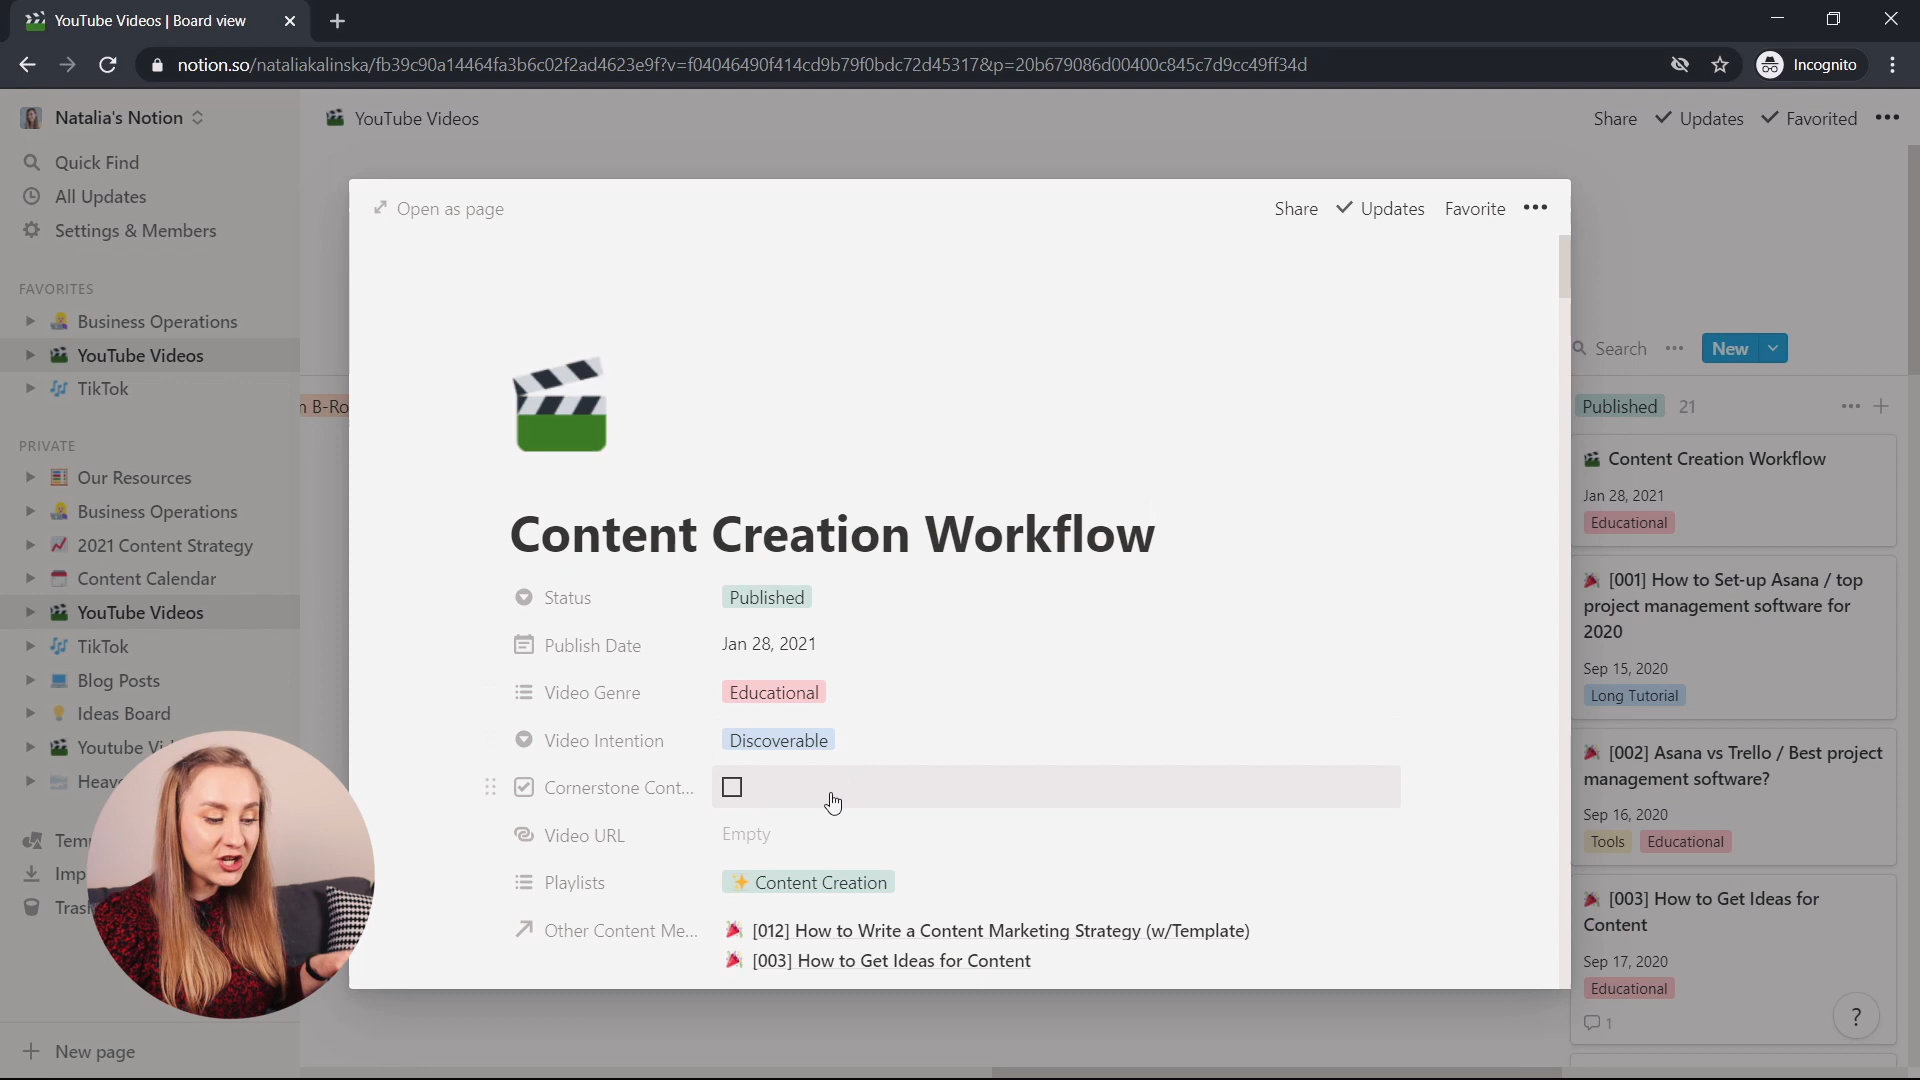 YouTube Videos | Board view
notion.so/nataliakalinska/fb39c90a14464fa3b6c02f2ad4623e9f?v=f04046490f414cd9b79f0bdc72d45317&p=20b679086d00400c845c7d9cc49ff34d
Incognito
Natalia's Notion
YouTube Videos
Share
Updates
Favorited
Quick Find
All Updates
Settings & Members
FAVORITES
Business Operations
YouTube Videos
TikTok
PRIVATE
Our Resources
Business Operations
2021 Content Strategy
Content Calendar
YouTube Videos
TikTok
Blog Posts
Ideas Board
Youtube
New page
Open as page
Share
Updates
Favorite
Content Creation Workflow
Status
Published
Publish Date
Jan 28, 2021
Video Genre
Educational
Video Intention
Discoverable
Cornerstone Cont...
Video URL
Empty
Playlists
✨ Content Creation
Other Content Me...
[012] How to Write a Content Marketing Strategy (w/Template)
[003] How to Get Ideas for Content
B-Ro
Search
New
Published 21
Content Creation Workflow
Jan 28, 2021
Educational
[001] How to Set-up Asana / top
project management software for
2020
Sep 15, 2020
Long Tutorial
[002] Asana vs Trello / Best project
management software?
Sep 16, 2020
Tools Educational
[003] How to Get Ideas for
Content
Sep 17, 2020
Educational
1
?